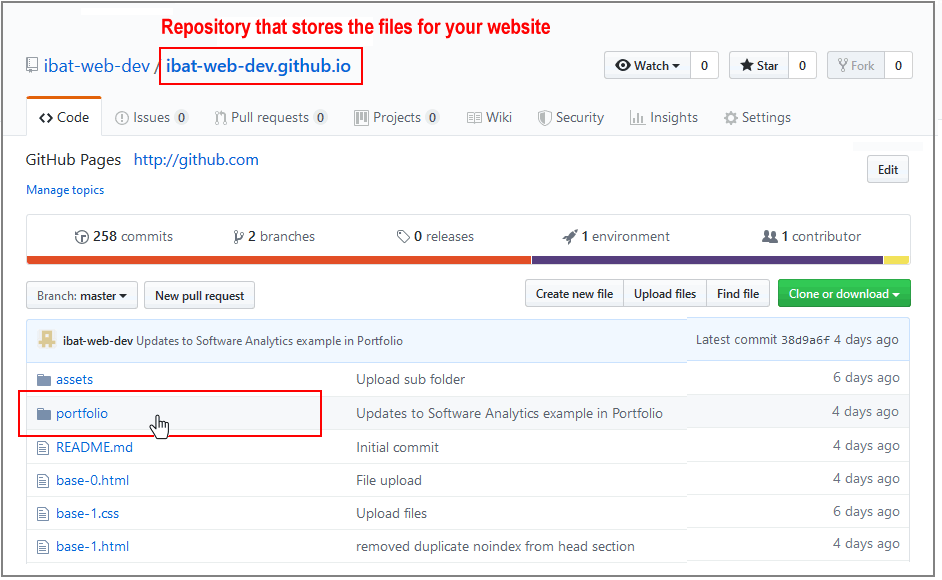 Repository that stores the files for your website
ibat-web-dev / ibat-web-dev.github.io Watch 0 Star 0 Fork 0
Code Issues 0 Pull requests 0 Projects 0 Wiki Security Insights Settings
GitHub Pages http://github.com Edit
Manage topics
258 commits 2 branches 0 releases 1 environment 1 contributor
Branch: master New pull request Create new file Upload files Find file Clone or download
ibat-web-dev Updates to Software Analytics example in Portfolio Latest commit 38d9a6f 4 days ago
assets Upload sub folder 6 days ago
portfolio Updates to Software Analytics example in Portfolio 4 days ago
README.md Initial commit 4 days ago
base-0.html File upload 4 days ago
base-1.css Upload files 6 days ago
base-1.html removed duplicate noindex from head section 4 days ago